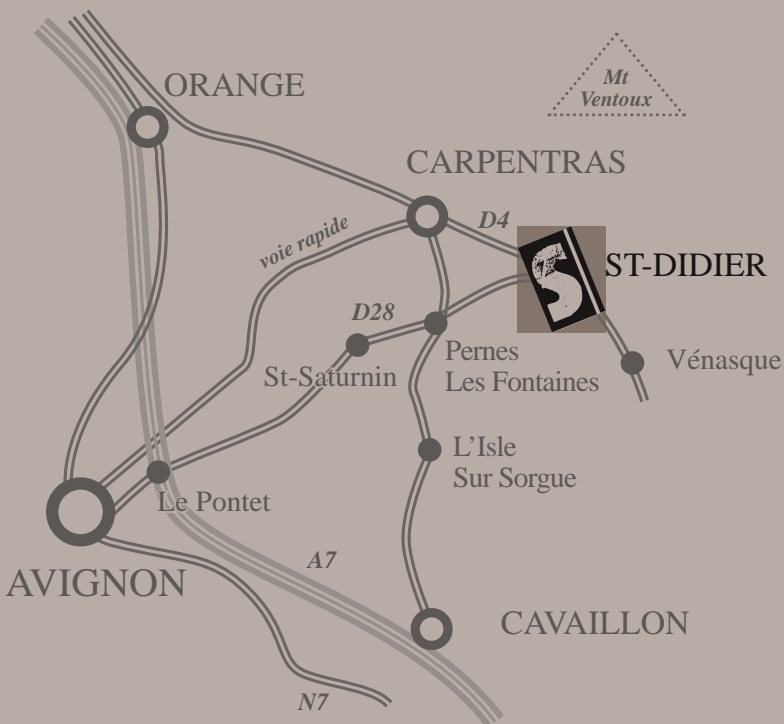 ORANGE
Mt
Ventoux
CARPENTRAS
voie rapide
D4
S
ST-DIDIER
D28
Pernes
Les Fontaines
St-Saturnin
Vénasque
L'Isle
Sur Sorgue
Le Pontet
A7
AVIGNON
CAVAILLON
N7